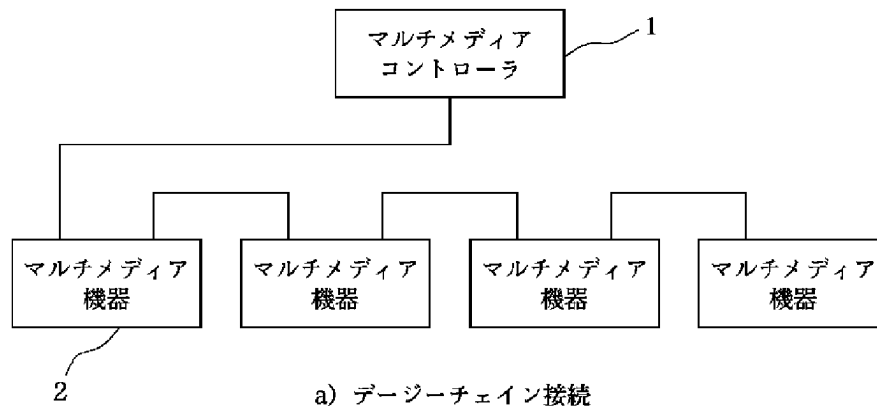 マルチメディア
コントローラ
1
マルチメディア
機器
マルチメディア
機器
マルチメディア
機器
マルチメディア
機器
2
a) デージーチェイン接続